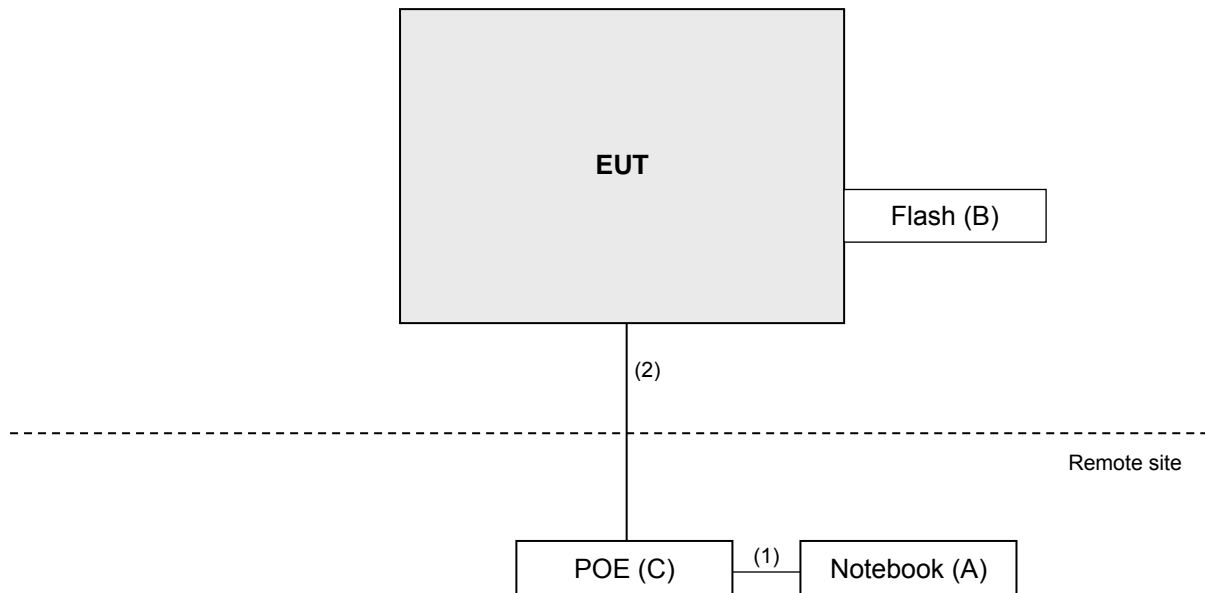 EUT
Flash (B)
(2)
Remote site
POE (C)
(1)
Notebook (A)